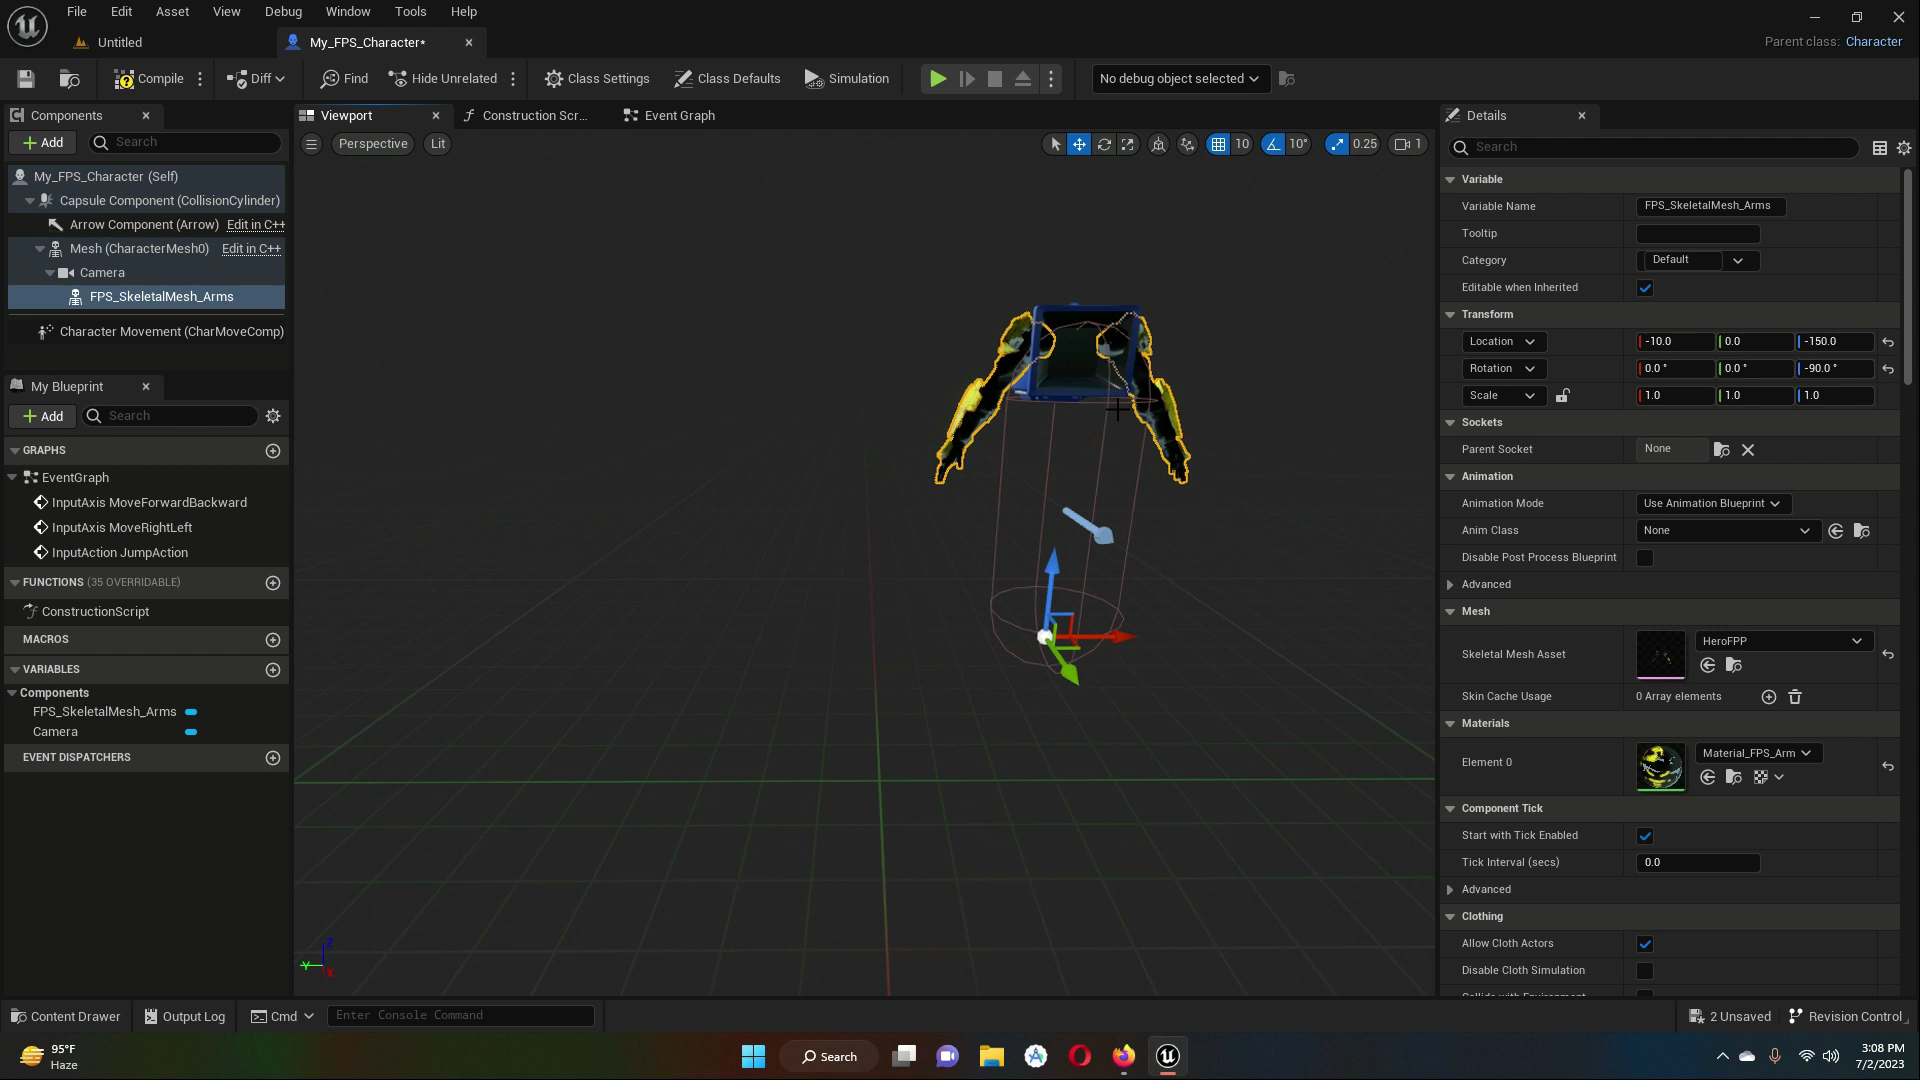 File Edit Asset View Debug Window Tools Help
Untitled
My_FPS_Character*
Parent class: Character
Compile
Diff
Find
Hide Unrelated
Class Settings
Class Defaults
Simulation
No debug object selected
Components
Add
Search
My_FPS_Character (Self)
Capsule Component (CollisionCylinder)
Arrow Component (Arrow) Edit in C++
Mesh (CharacterMesh0) Edit in C++
Camera
FPS_SkeletalMesh_Arms
Character Movement (CharMoveComp)
My Blueprint
Add
Search
GRAPHS
EventGraph
InputAxis MoveForwardBackward
InputAxis MoveRightLeft
InputAction JumpAction
FUNCTIONS (35 OVERRIDABLE)
ConstructionScript
MACROS
VARIABLES
Components
FPS_SkeletalMesh_Arms
Camera
EVENT DISPATCHERS
Viewport
Construction Scr...
Event Graph
Perspective
Lit
10
10°
0.25
1
Z
Y
X
Details
Search
Variable
Variable Name FPS_SkeletalMesh_Arms
Tooltip
Category Default
Editable when Inherited
Transform
Location -10.0 0.0 -150.0
Rotation 0.0 ° 0.0 ° -90.0 °
Scale 1.0 1.0 1.0
Sockets
Parent Socket None
Animation
Animation Mode Use Animation Blueprint
Anim Class None
Disable Post Process Blueprint
Advanced
Mesh
Skeletal Mesh Asset HeroFPP
Skin Cache Usage 0 Array elements
Materials
Element 0 Material_FPS_Arm
Component Tick
Start with Tick Enabled
Tick Interval (secs) 0.0
Advanced
Clothing
Allow Cloth Actors
Disable Cloth Simulation
Content Drawer
Output Log
Cmd
Enter Console Command
2 Unsaved
Revision Control
95°F
Haze
Search
3:08 PM
7/2/2023